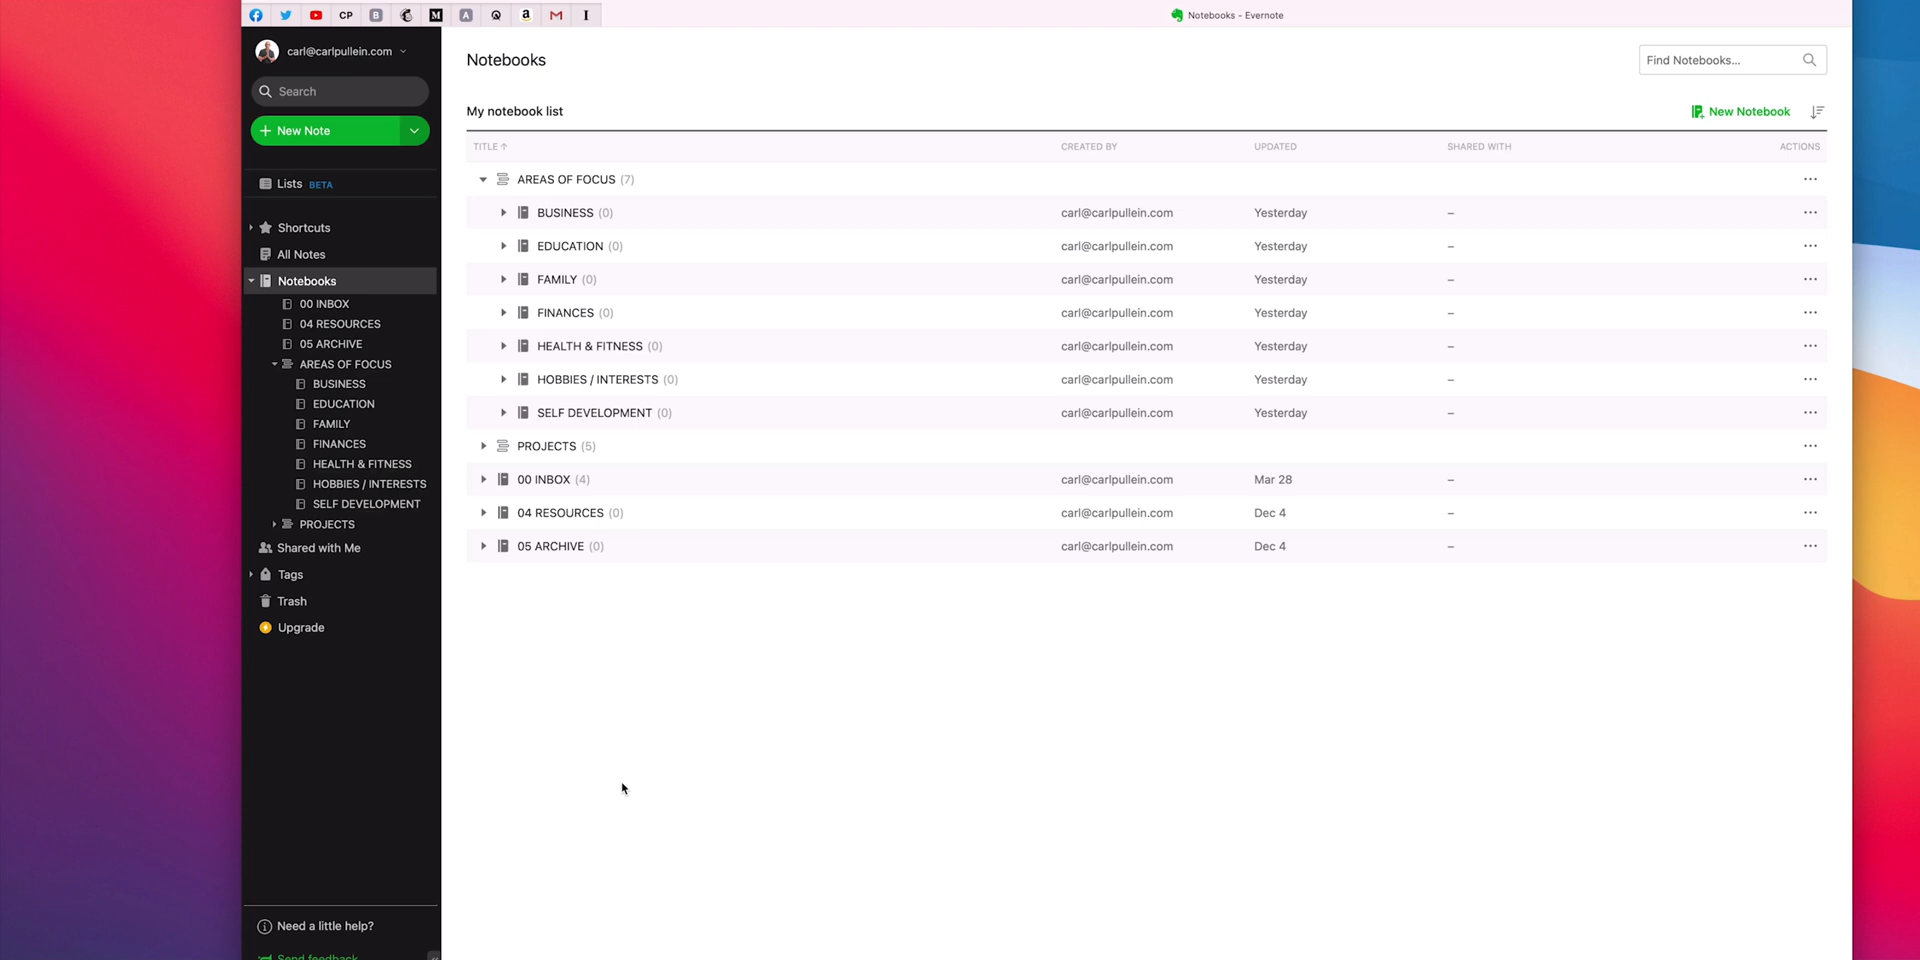 CP B M A a M I
Notebooks - Evernote
carl@carlpullein.com
Search
New Note
Lists BETA
Shortcuts
All Notes
Notebooks
00 INBOX
04 RESOURCES
05 ARCHIVE
AREAS OF FOCUS
BUSINESS
EDUCATION
FAMILY
FINANCES
HEALTH & FITNESS
HOBBIES / INTERESTS
SELF DEVELOPMENT
PROJECTS
Shared with Me
Tags
Trash
Upgrade
Need a little help?
Send feedback
Notebooks
Find Notebooks...
My notebook list
New Notebook
TITLE CREATED BY UPDATED SHARED WITH ACTIONS
AREAS OF FOCUS (7)
BUSINESS (0) carl@carlpullein.com Yesterday –
EDUCATION (0) carl@carlpullein.com Yesterday –
FAMILY (0) carl@carlpullein.com Yesterday –
FINANCES (0) carl@carlpullein.com Yesterday –
HEALTH & FITNESS (0) carl@carlpullein.com Yesterday –
HOBBIES / INTERESTS (0) carl@carlpullein.com Yesterday –
SELF DEVELOPMENT (0) carl@carlpullein.com Yesterday –
PROJECTS (5)
00 INBOX (4) carl@carlpullein.com Mar 28 –
04 RESOURCES (0) carl@carlpullein.com Dec 4 –
05 ARCHIVE (0) carl@carlpullein.com Dec 4 –